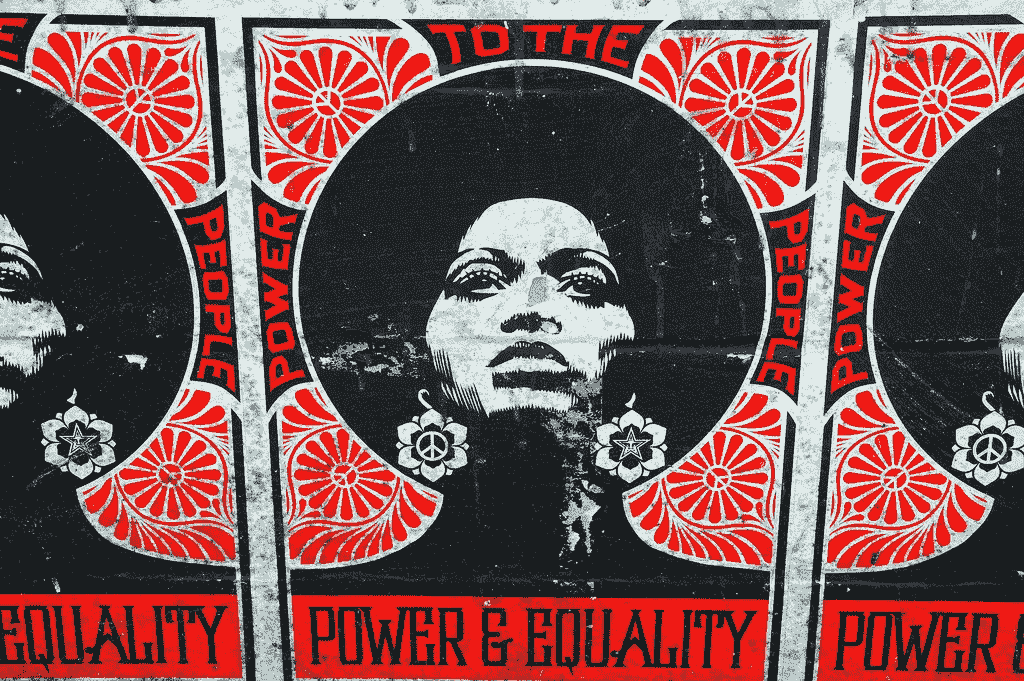 E
PEOPLE
EQUALITY
POWER
TO THE
PEOPLE
POWER & EQUALITY
POWER
POWER &